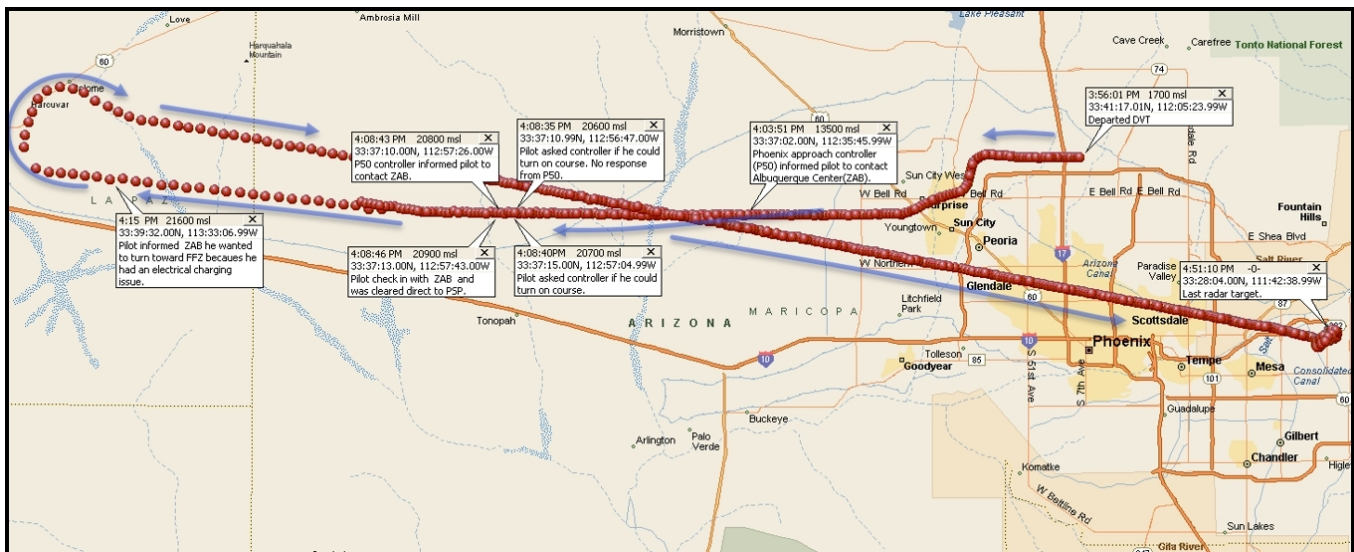 Love
Ambrosia Mill
Lake Pleasant
Morristown
Harquahala
Mountain
60
Cave Creek
Carefree
Tonto National Forest
74
Harcuvar
3:56:01 PM 1700 msl
33:41:17.01N, 112:05:23.99W
Departed DVT
60
4:08:43 PM 20800 msl
33:37:10.00N, 112:57:26.00W
P50 controller informed pilot to
contact ZAB.
4:08:35 PM 20600 msl
33:37:10.99N, 112:56:47.00W
Pilot asked controller if he could
turn on course. No response
from P50.
4:03:51 PM 13500 msl
33:37:02.00N, 112:35:45.99W
Phoenix approach controller
(P50) informed pilot to contact
Albuquerque Center(ZAB).
Sun City West
W Bell Rd
Bell Rd
E Bell Rd
E Bell Rd
Fountain
Hills
L A P A Z
4:15 PM 21600 msl
33:39:32.00N, 113:33:06.99W
Pilot informed ZAB he wanted
to turn toward FFZ becaues he
had an electrical charging
issue.
Sun City
Youngtown
Peoria
E Shea Blvd
17
Arizona
Canal
Paradise
Valley
Salt River
4:08:46 PM 20900 msl
33:37:13.00N, 112:57:43.00W
Pilot check in with ZAB and
was cleared direct to PSP.
4:08:40PM 20700 msl
33:37:15.00N, 112:57:04.99W
Pilot asked controller if he could
turn on course.
W Northern
Glendale
60
4:51:10 PM -0-
33:28:04.00N, 111:42:38.99W
Last radar target.
87
Litchfield
Park
Scottsdale
Tonopah
A R I Z O N A
M A R I C O P A
10
Phoenix
Salt
10
Tolleson
85
Goodyear
S 51st Ave
S 7th Ave
Tempe
101
Mesa
Consolidated
Canal
60
Guadalupe
Buckeye
Arlington
Palo
Verde
Gilbert
Chandler
Higley
Komatke
W Beltline Rd
Sun Lakes
Gila River